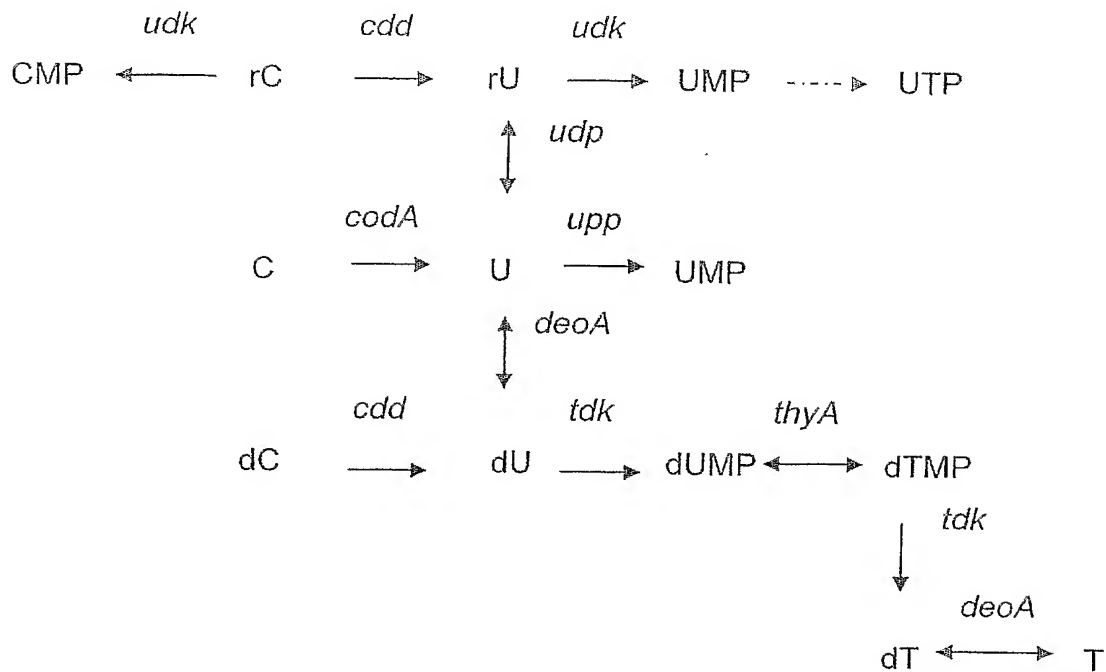 udk cdd udk
CMP rC rU UMP UTP
udp
codA upp
C U UMP
deoA
cdd tdk thyA
dC dU dUMP dTMP
tdk
deoA
dT T